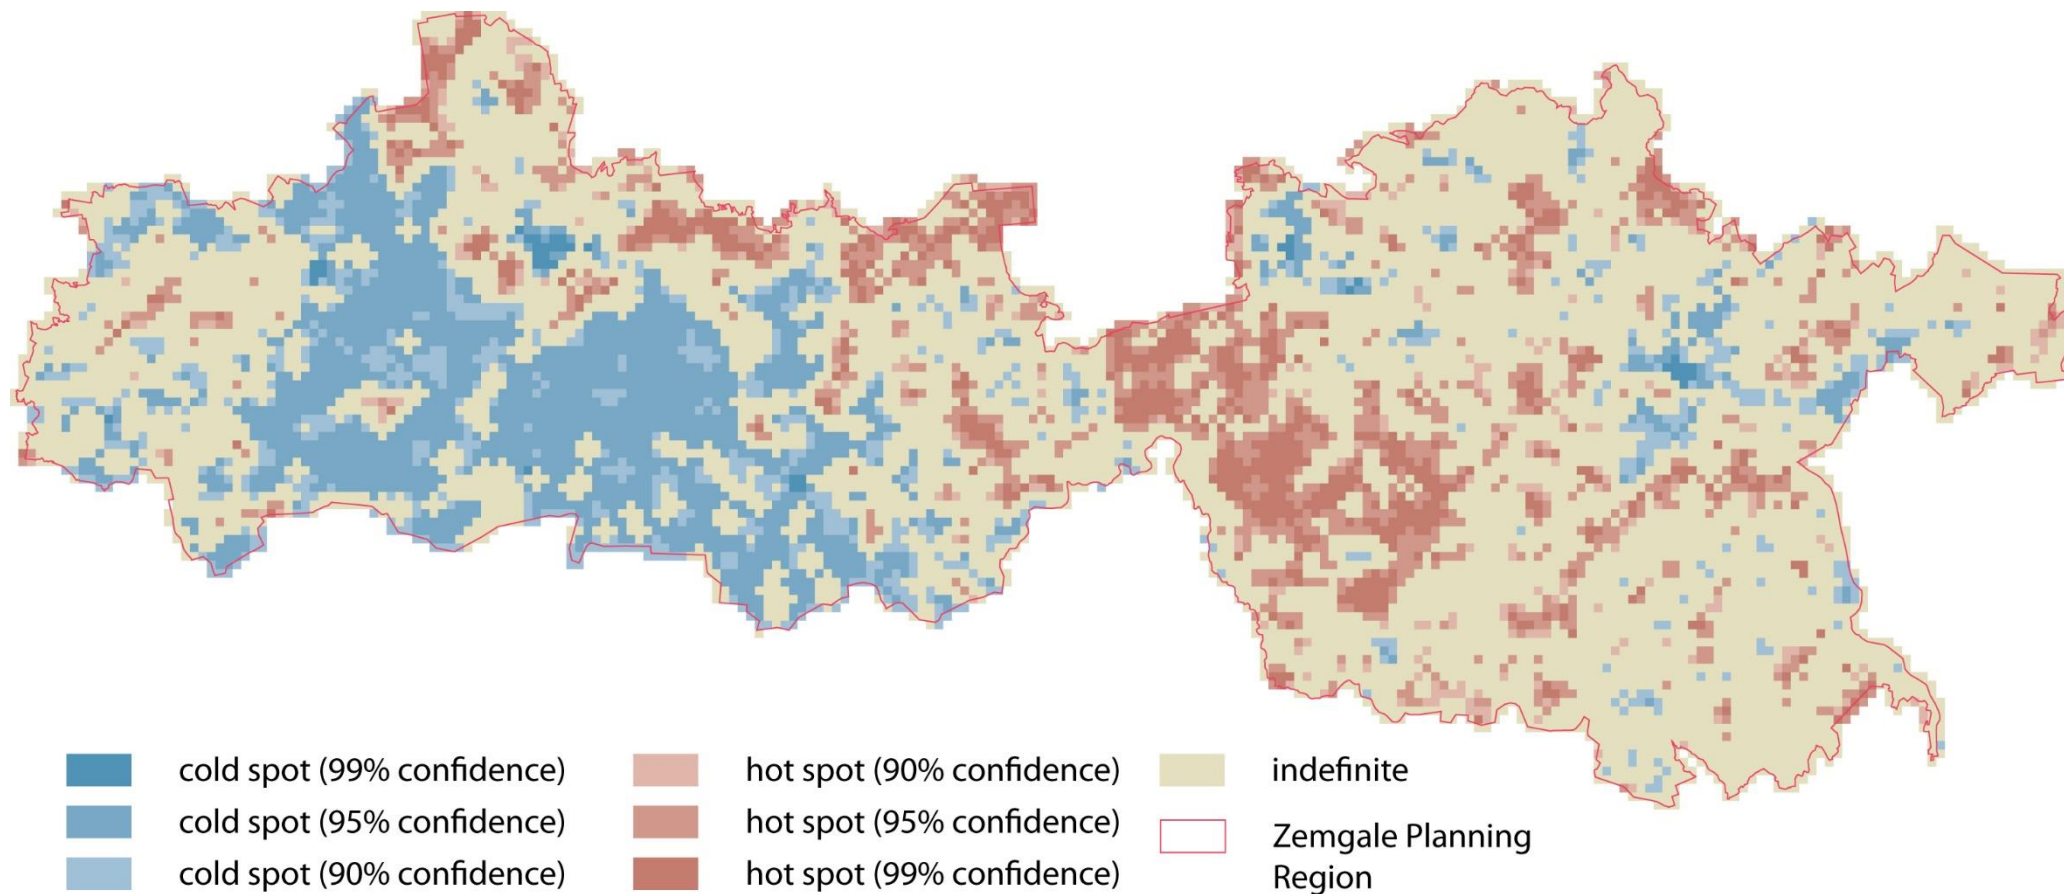 cold spot (99% confidence)
cold spot (95% confidence)
cold spot (90% confidence)
hot spot (90% confidence)
hot spot (95% confidence)
hot spot (99% confidence)
indefinite
Zemgale Planning
Region